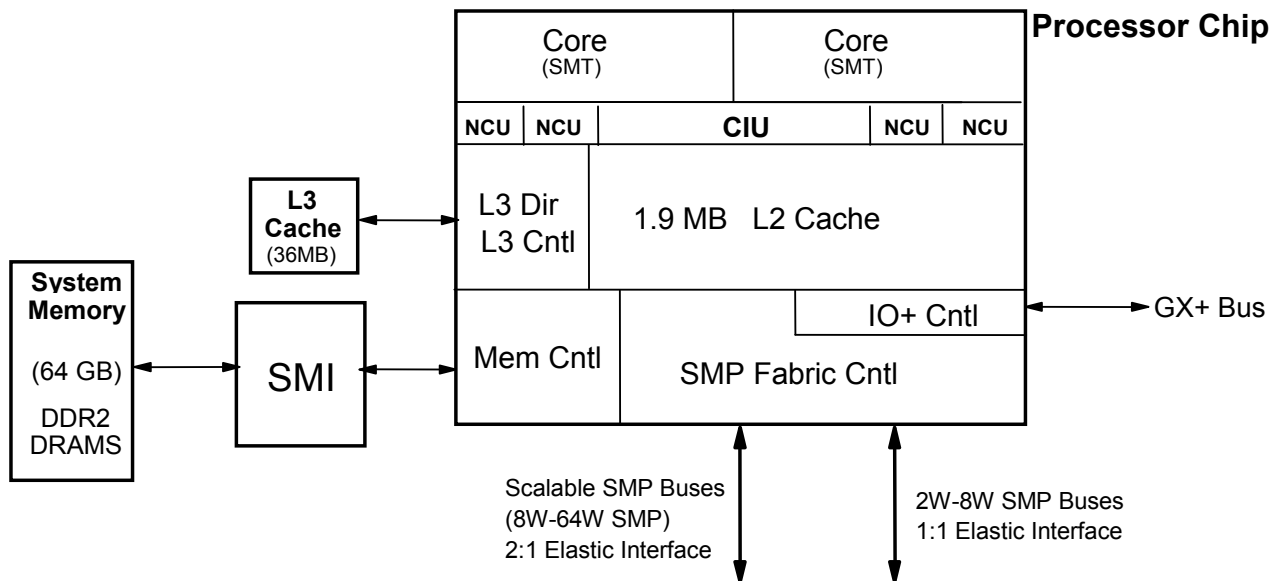 Processor Chip
Core
(SMT)
Core
(SMT)
NCU
NCU
CIU
NCU
NCU
L3
Cache
(36MB)
L3 Dir
L3 Cntl
1.9 MB L2 Cache
System
Memory
(64 GB)
DDR2
DRAMS
SMI
Mem Cntl
IO+ Cntl
SMP Fabric Cntl
GX+ Bus
Scalable SMP Buses
(8W-64W SMP)
2:1 Elastic Interface
2W-8W SMP Buses
1:1 Elastic Interface